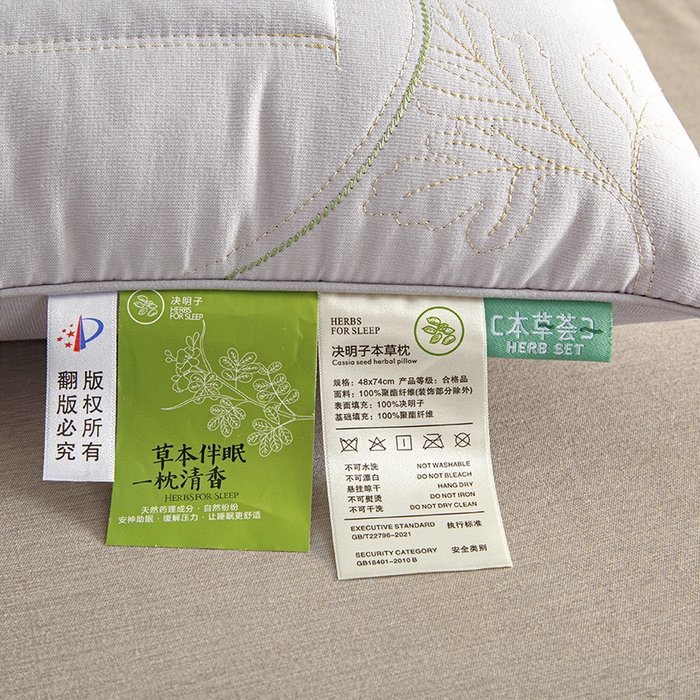 版权所有
翻版必究
决明子
HERBS
FOR SLEEP
草本伴眠
一枕清香
HERBS FOR SLEEP
天然药理成分·自然纷纷
安神助眠·缓解压力·让睡眠更舒适
HERBS
FOR SLEEP
决明子本草枕
Cassia seed herbal pillow
规格：48x74cm 产品等级：合格品
面料：100%聚酯纤维(装饰部分除外)
表面填充：100%决明子
基础填充：100%聚酯纤维
不可水洗 NOT WASHABLE
不可漂白 DO NOT BLEACH
悬挂晾干 HANG DRY
不可熨烫 DO NOT IRON
不可干洗 DO NOT DRY CLEAN
EXECUTIVE STANDARD 执行标准
GB/T22796-2021
SECURITY CATEGORY 安全类别
GB18401-2010 B
本草荟
HERB SET